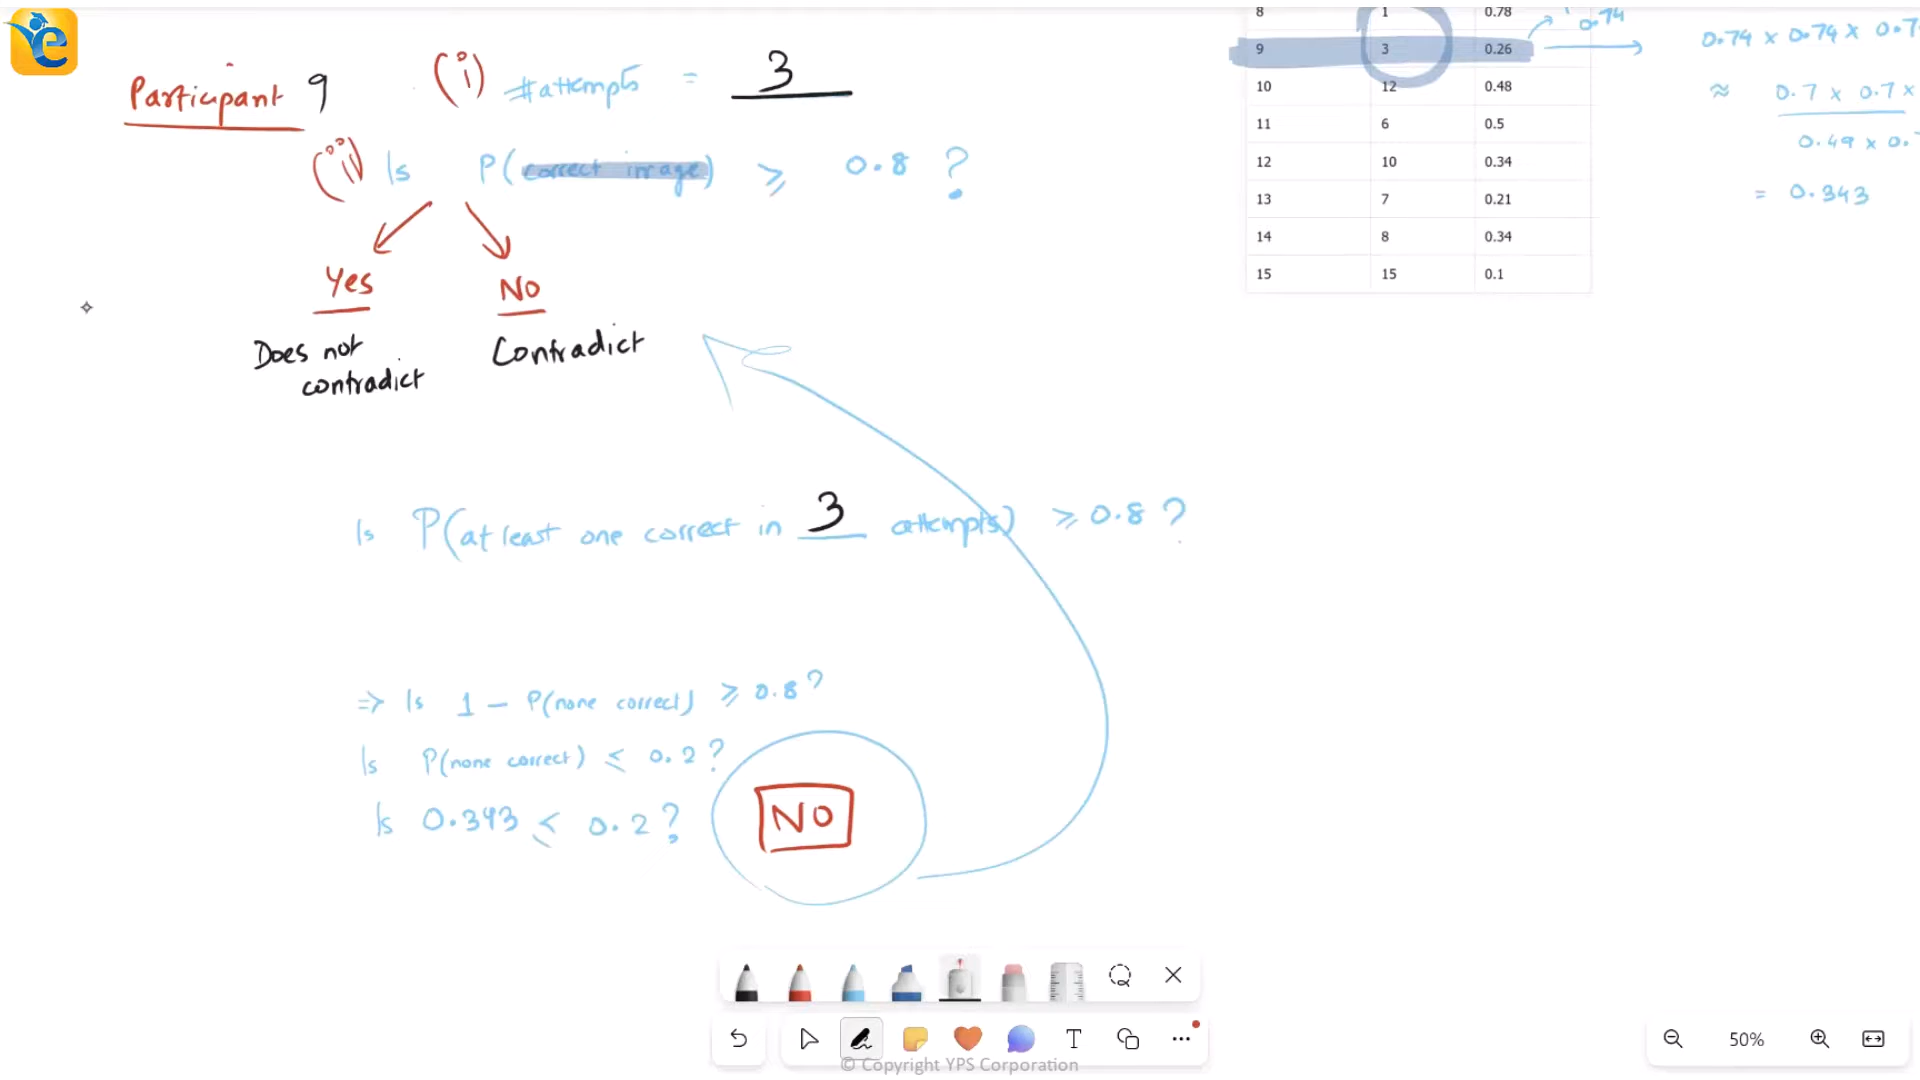 Participant 9 (i) #attempts = 3
(ii) Is P(correct image) ≥ 0.8 ?
Yes No
Does not contradict
Contradict
Is P(at least one correct in 3 attempts) ≥ 0.8 ?
⇒ Is 1 − P(none correct) ≥ 0.8 ?
Is P(none correct) ≤ 0.2 ?
Is 0.343 ≤ 0.2 ? NO
8 1 0.78
9 3 0.26
10 12 0.48
11 6 0.5
12 10 0.34
13 7 0.21
14 8 0.34
15 15 0.1
0.74
0.74 × 0.74 × 0.7
≈ 0.7 × 0.7 ×
0.49 × 0.
= 0.343
50%
© Copyright YPS Corporation